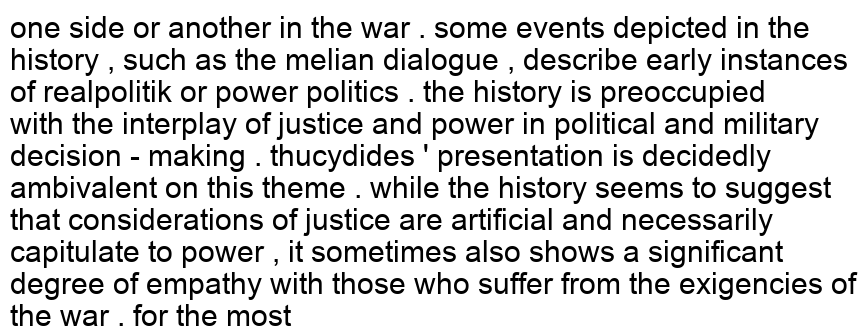 one side or another in the war . some events depicted in the
history , such as the melian dialogue , describe early instances
of realpolitik or power politics . the history is preoccupied
with the interplay of justice and power in political and military
decision - making . thucydides ' presentation is decidedly
ambivalent on this theme . while the history seems to suggest
that considerations of justice are artificial and necessarily
capitulate to power , it sometimes also shows a significant
degree of empathy with those who suffer from the exigencies of
the war . for the most